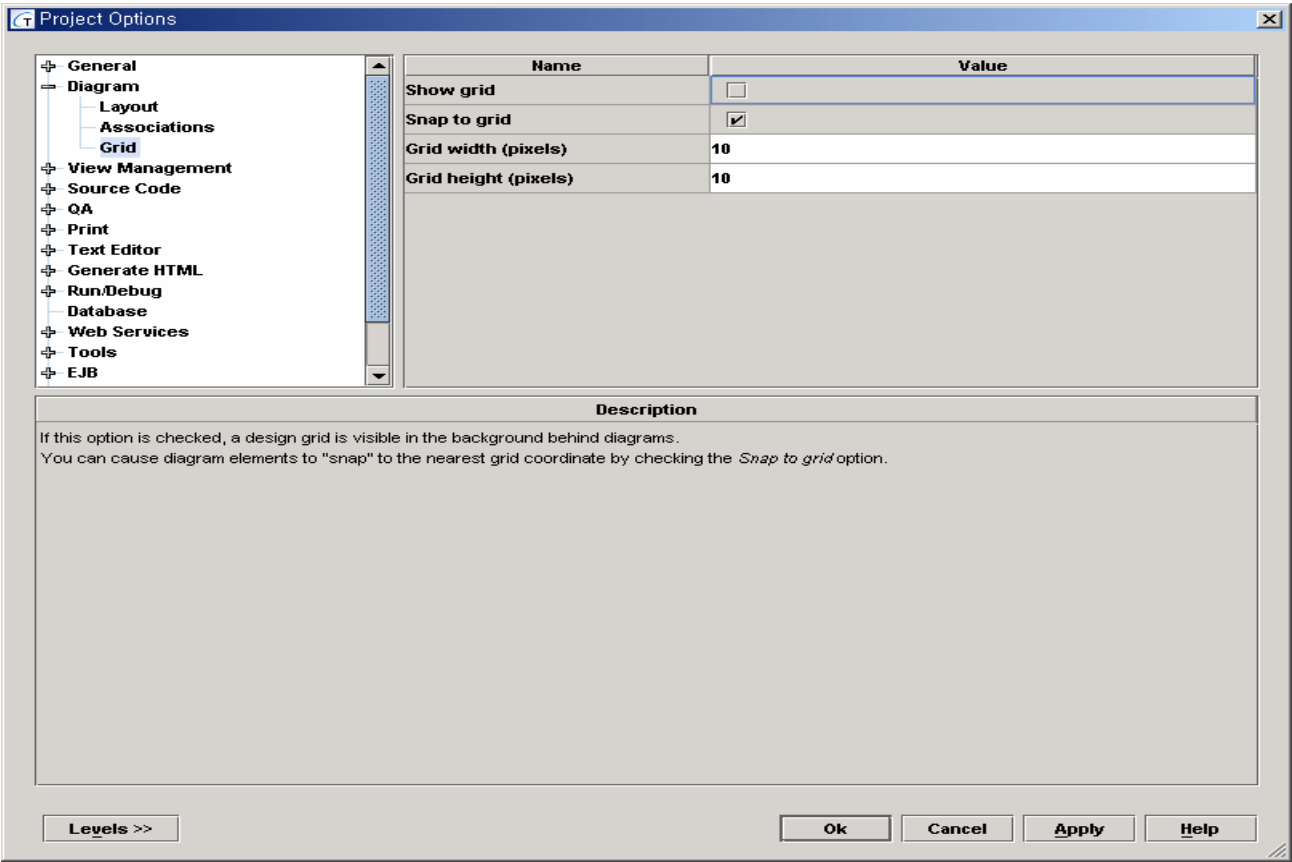 Project Options
General
Diagram
Layout
Associations
Grid
View Management
Source Code
QA
Print
Text Editor
Generate HTML
Run/Debug
Database
Web Services
Tools
EJB
Name Value
Show grid
Snap to grid
Grid width (pixels) 10
Grid height (pixels) 10
Description
If this option is checked, a design grid is visible in the background behind diagrams.
You can cause diagram elements to "snap" to the nearest grid coordinate by checking the Snap to grid option.
Levels >> Ok Cancel Apply Help